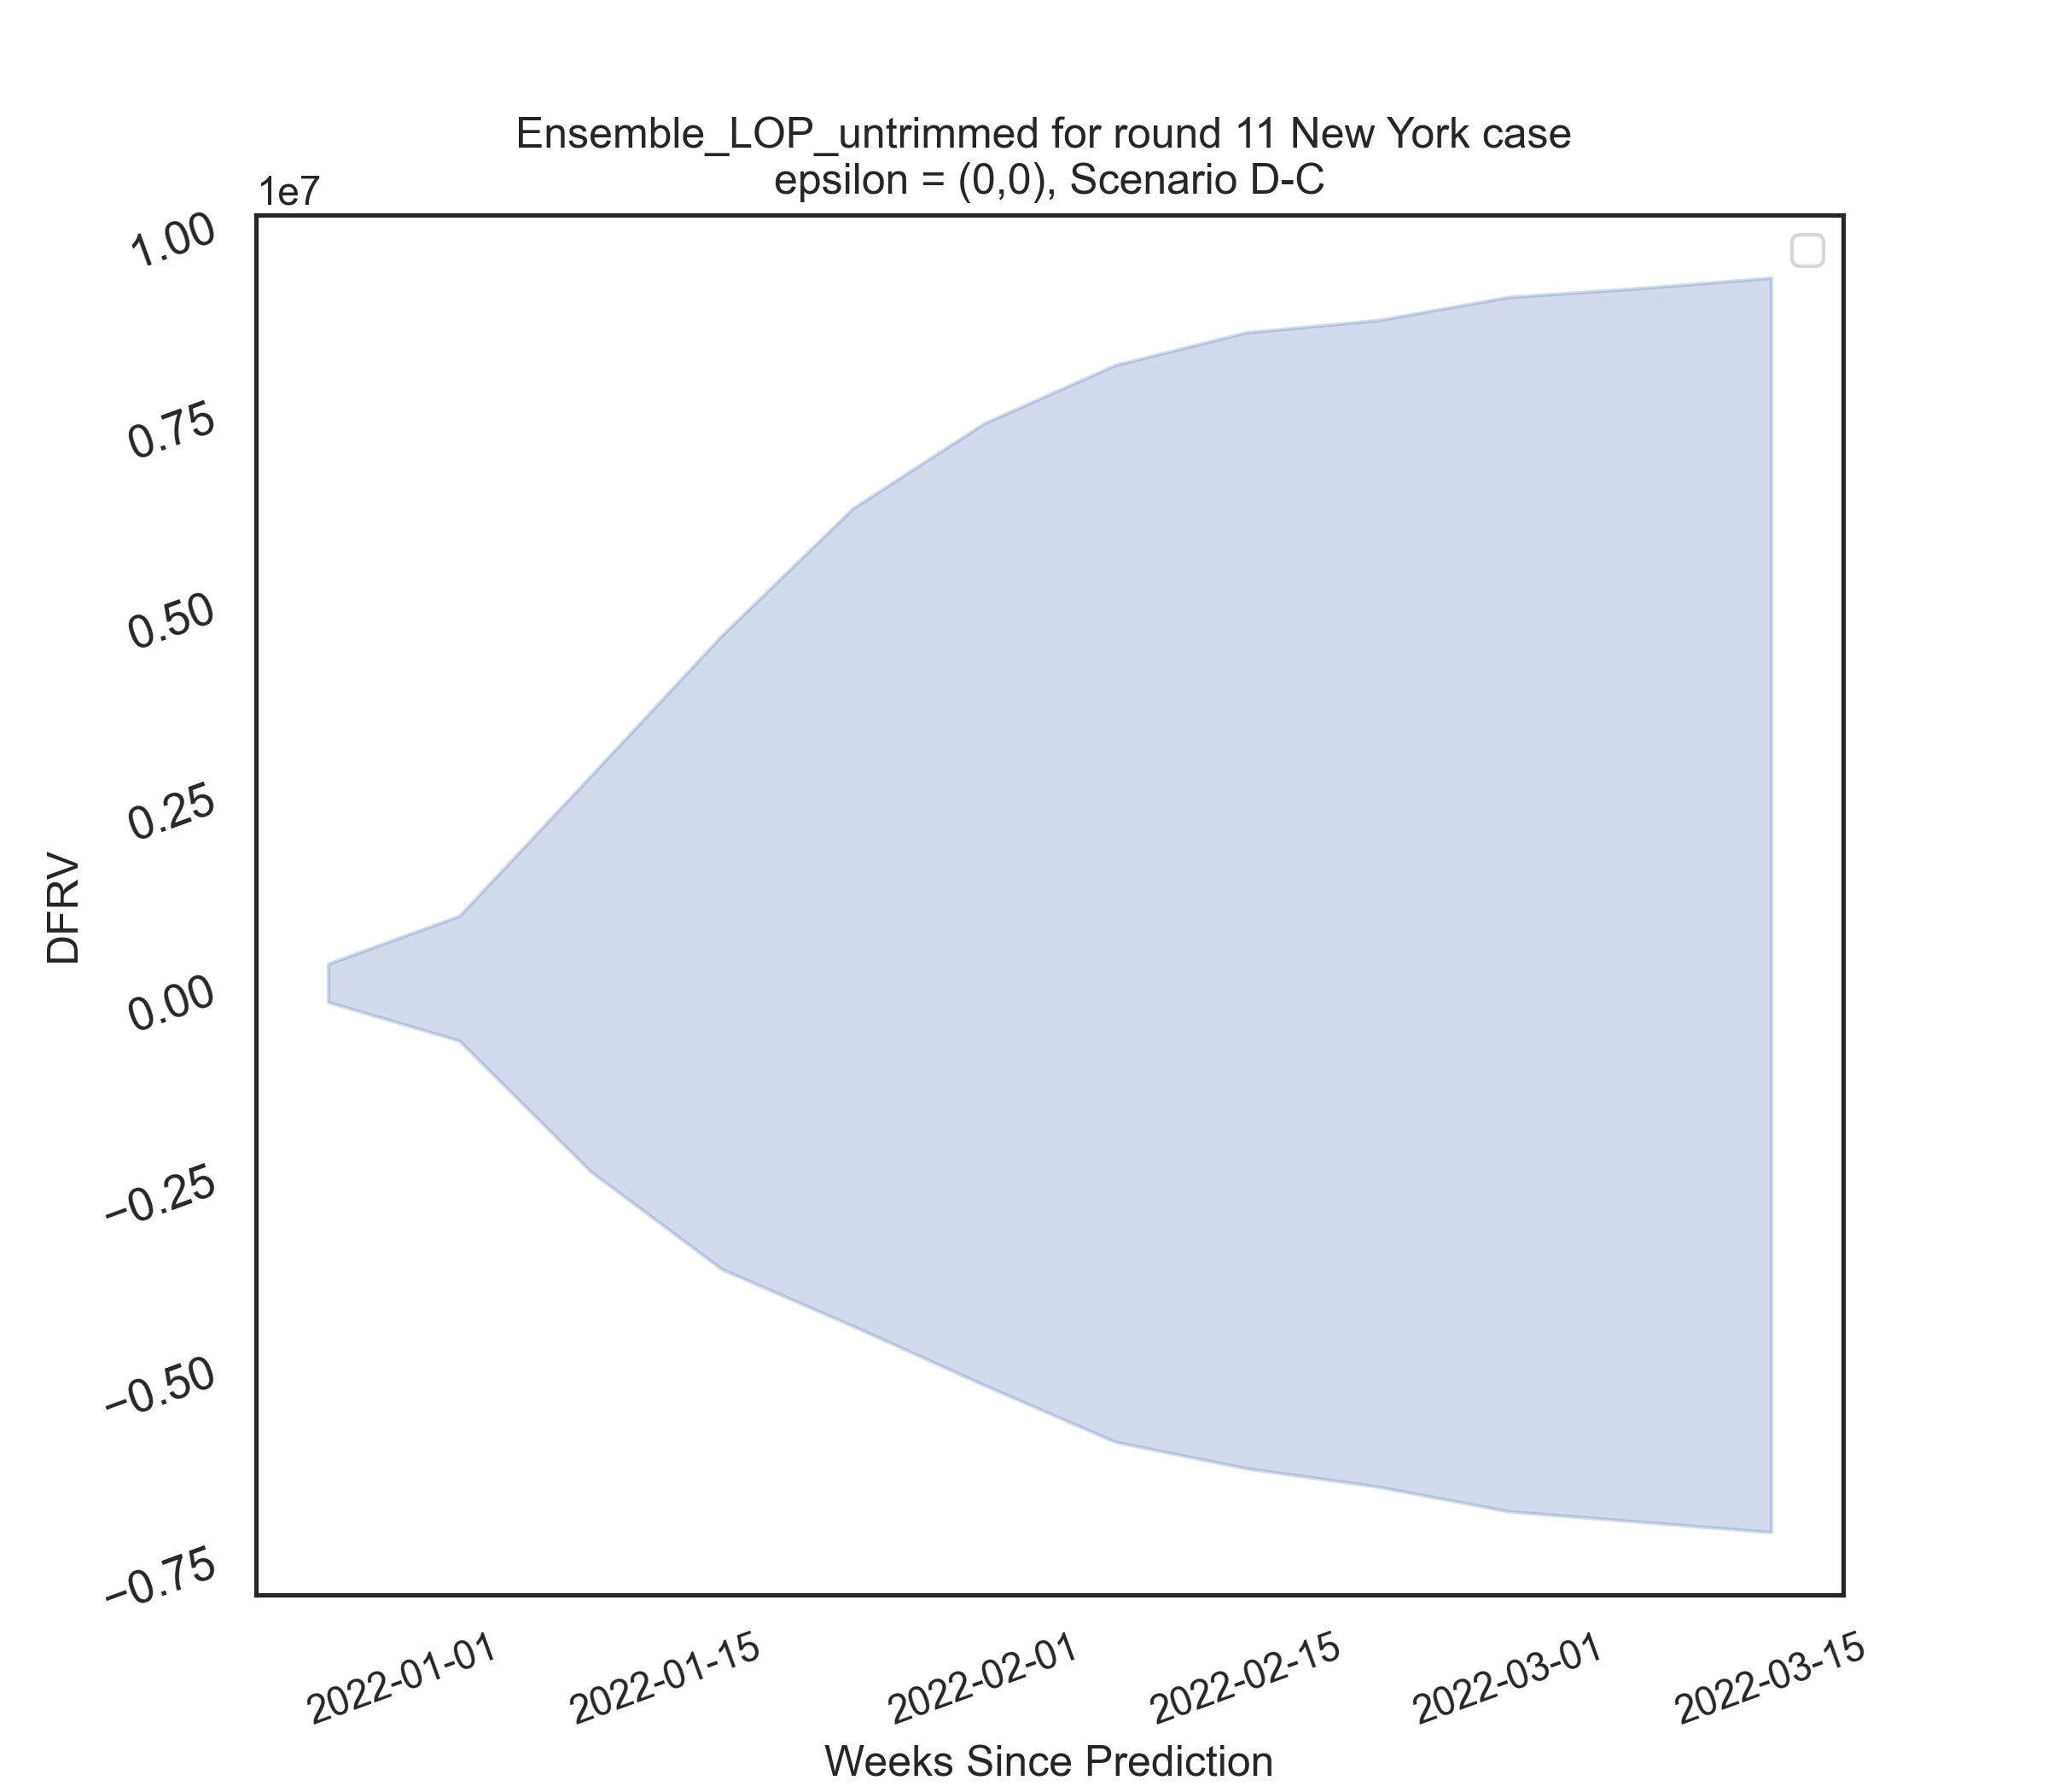 Ensemble_LOP_untrimmed for round 11 New York case
epsilon = (0,0), Scenario D-C
1e7
1.00
0.75
0.50
0.25
0.00
−0.25
−0.50
−0.75
DFRV
2022-01-01
2022-01-15
2022-02-01
2022-02-15
2022-03-01
2022-03-15
Weeks Since Prediction